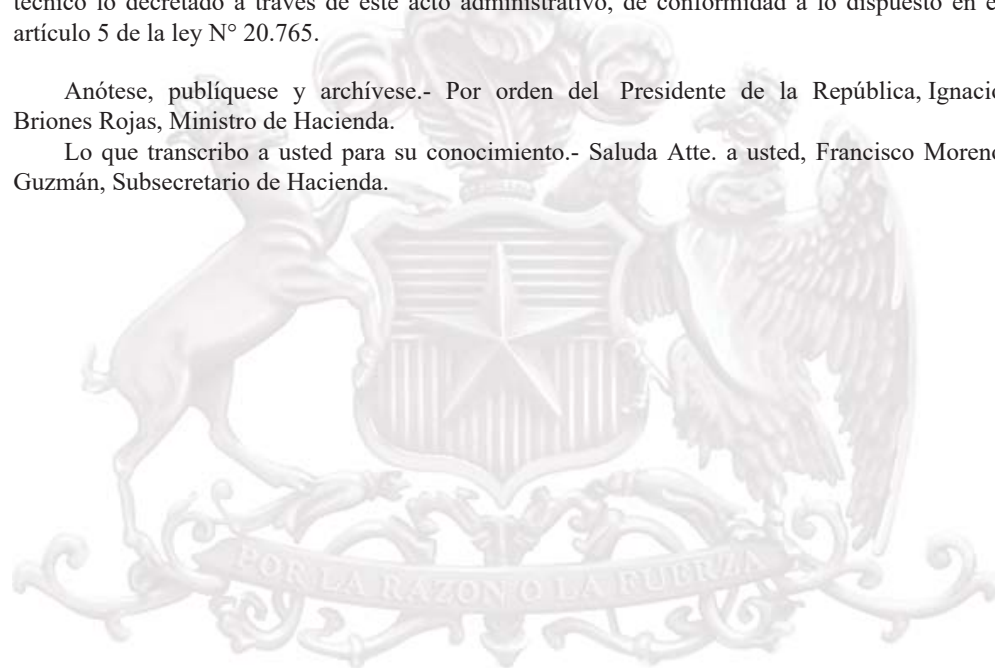 técnico lo decretado a través de este acto administrativo, de conformidad a lo dispuesto en e
artículo 5 de la ley N° 20.765.
Anótese, publíquese y archívese.- Por orden del Presidente de la República, Ignacio
Briones Rojas, Ministro de Hacienda.
Lo que transcribo a usted para su conocimiento.- Saluda Atte. a usted, Francisco Moreno
Guzmán, Subsecretario de Hacienda.
POR LA RAZON O LA FUERZA